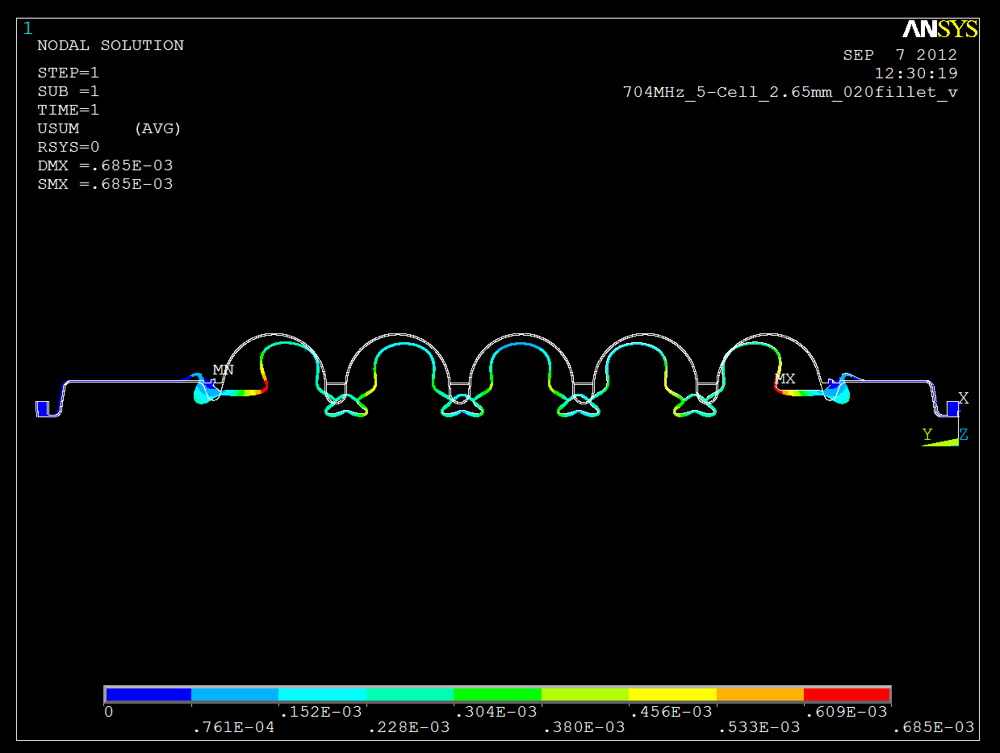 1
ANSYS
NODAL SOLUTION
SEP 7 2012
STEP=1
12:30:19
SUB =1
704MHz_5-Cell_2.65mm_020fillet_v
TIME=1
USUM (AVG)
RSYS=0
DMX =.685E-03
SMX =.685E-03
MN
MX
X
Y
Z
0
.152E-03
.304E-03
.456E-03
.609E-03
.761E-04
.228E-03
.380E-03
.533E-03
.685E-03